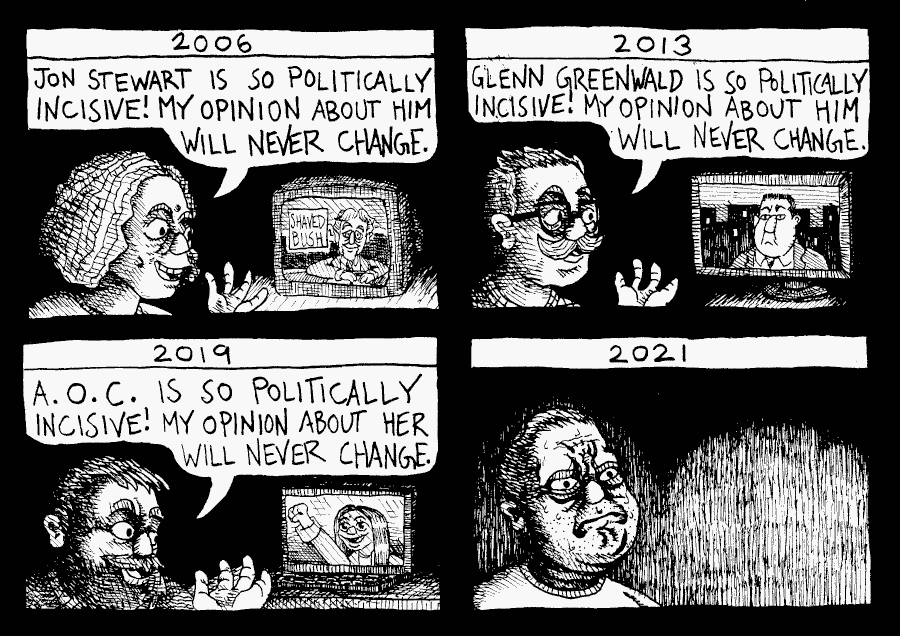 2006
JON STEWART IS SO POLITICALLY
INCISIVE! MY OPINION ABOUT HIM
WILL NEVER CHANGE.
SHAVED
BUSH
2013
GLENN GREENWALD IS SO POLITICALLY
INCISIVE! MY OPINION ABOUT HIM
WILL NEVER CHANGE.
2019
A.O.C. IS SO POLITICALLY
INCISIVE! MY OPINION ABOUT HER
WILL NEVER CHANGE.
2021